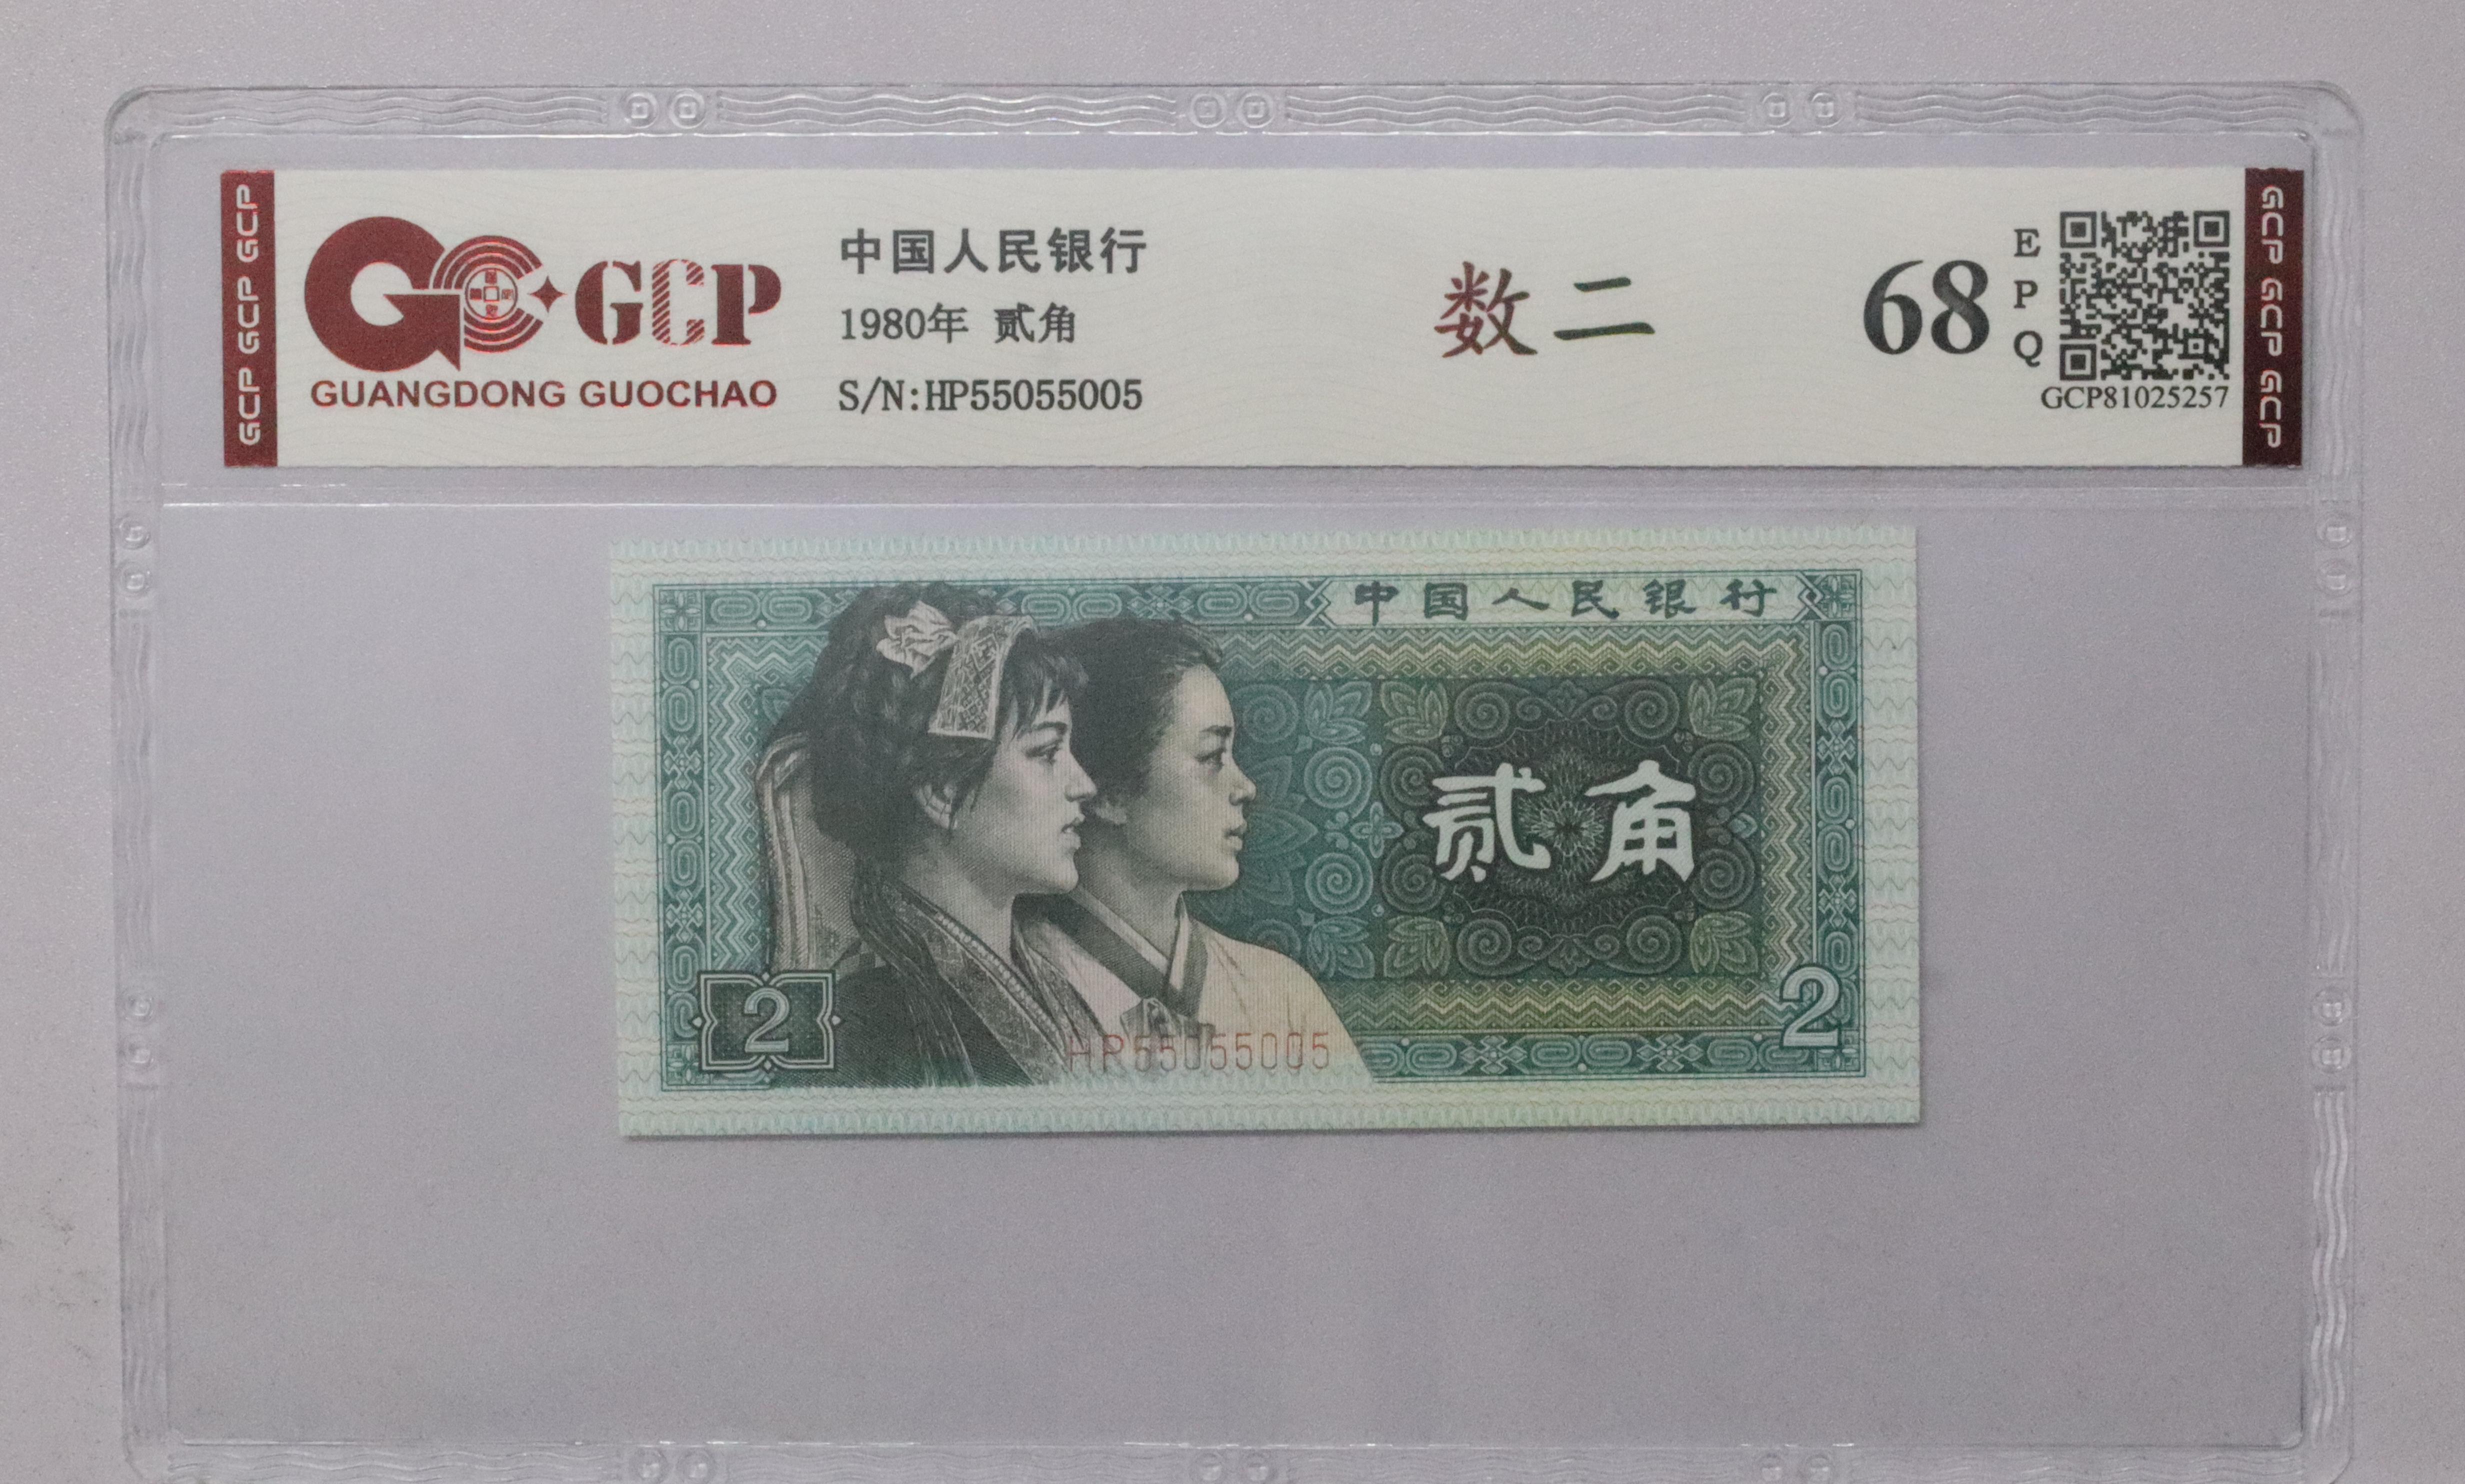 GCP GCP GCP
GCP
GUANGDONG GUOCHAO
中国人民银行
1980年 贰角
S/N:HP55055005
数二
68
EPQ
GCP81025257
GCP GCP GCP
中国人民银行
贰角
2
HP55055005
2